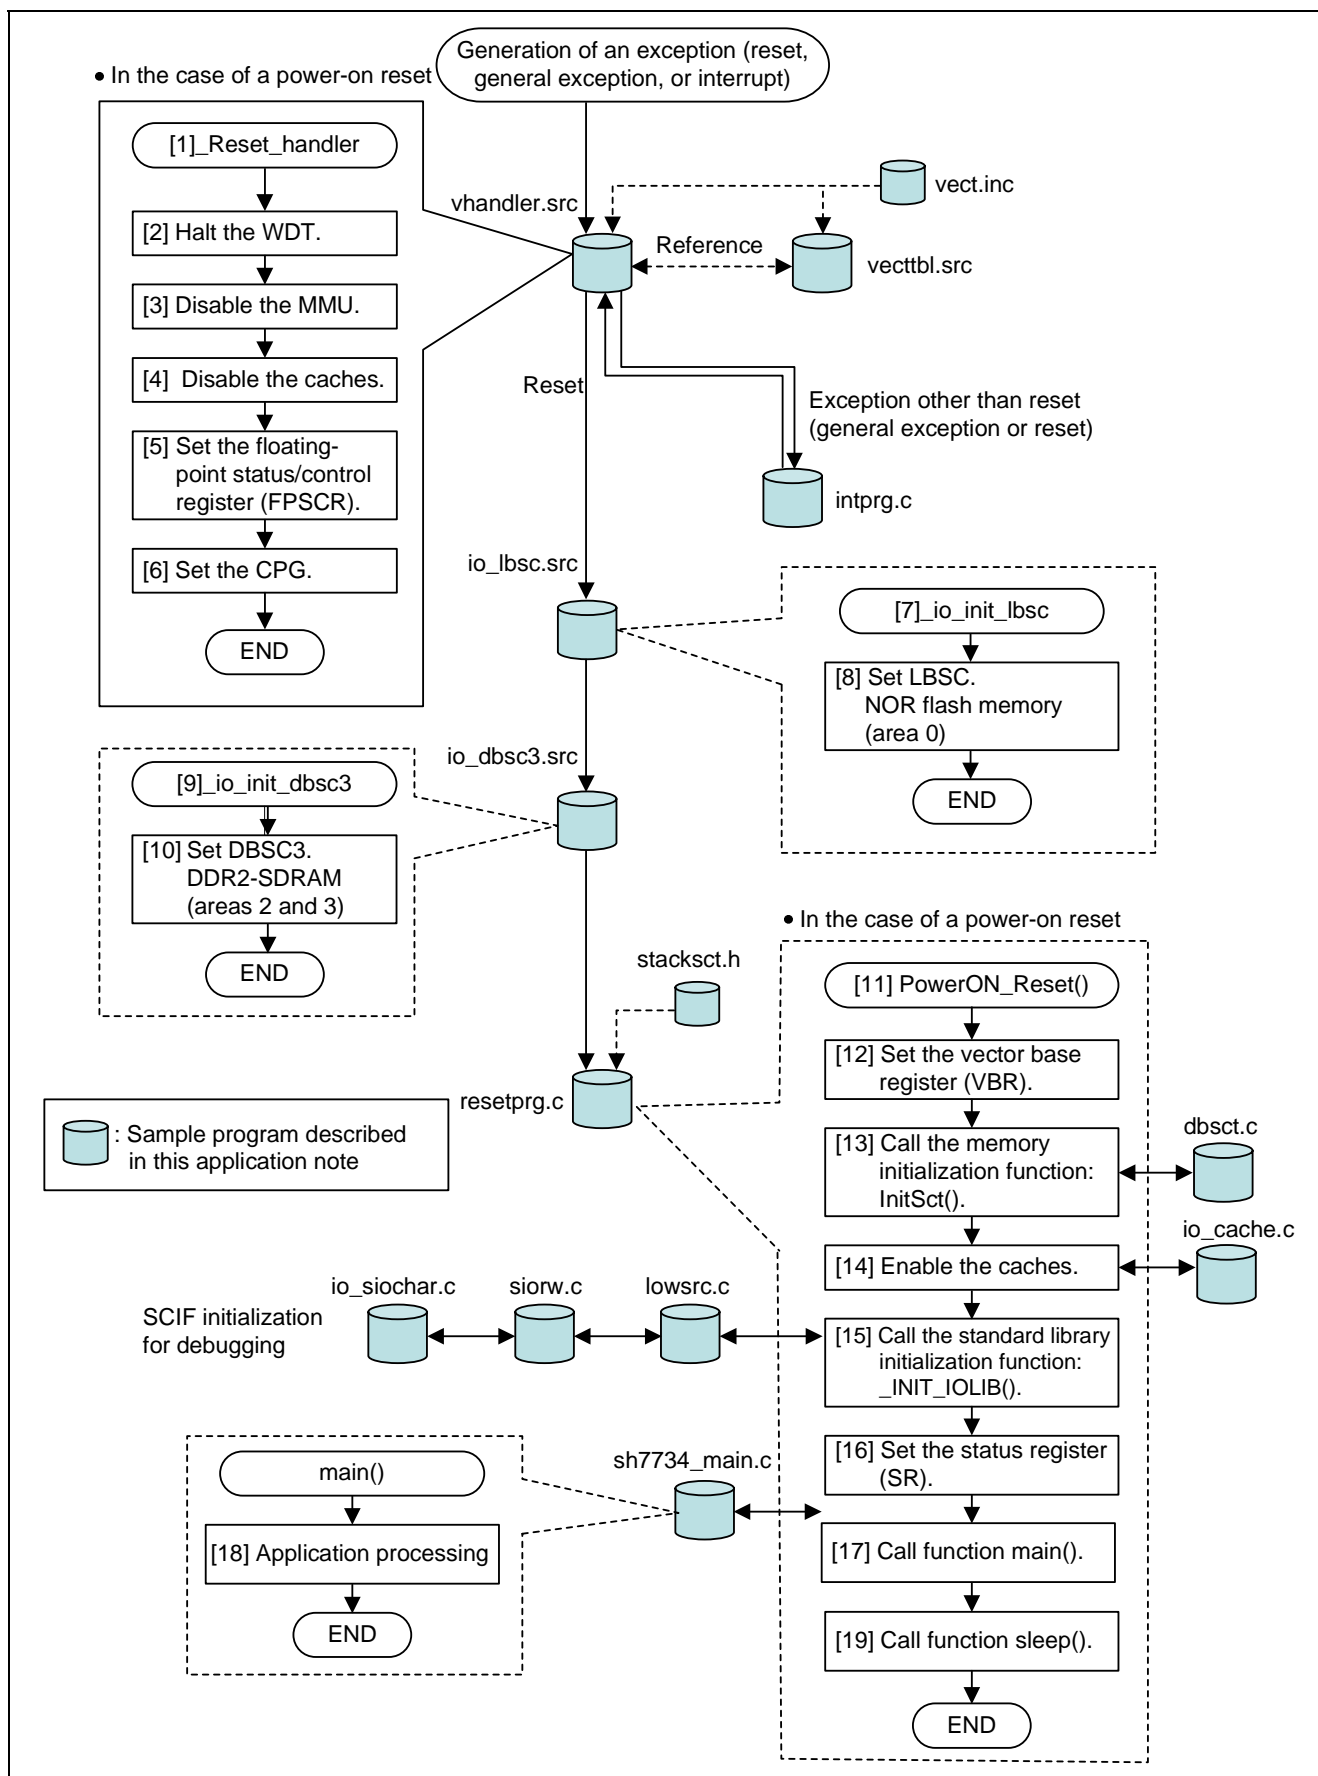 Generation of an exception (reset,
general exception, or interrupt)
• In the case of a power-on reset
[1]_Reset_handler
[2] Halt the WDT.
[3] Disable the MMU.
[4] Disable the caches.
[5] Set the floating-
point status/control
register (FPSCR).
[6] Set the CPG.
END
vhandler.src
vect.inc
Reference
vecttbl.src
Reset
Exception other than reset
(general exception or reset)
intprg.c
io_lbsc.src
[7]_io_init_lbsc
[8] Set LBSC.
NOR flash memory
(area 0)
END
io_dbsc3.src
[9]_io_init_dbsc3
[10] Set DBSC3.
DDR2-SDRAM
(areas 2 and 3)
END
stacksct.h
resetprg.c
: Sample program described
in this application note
• In the case of a power-on reset
[11] PowerON_Reset()
[12] Set the vector base
register (VBR).
[13] Call the memory
initialization function:
InitSct().
dbsct.c
[14] Enable the caches.
io_cache.c
[15] Call the standard library
initialization function:
_INIT_IOLIB().
io_siochar.c
siorw.c
lowsrc.c
SCIF initialization
for debugging
[16] Set the status register
(SR).
sh7734_main.c
main()
[18] Application processing
END
[17] Call function main().
[19] Call function sleep().
END